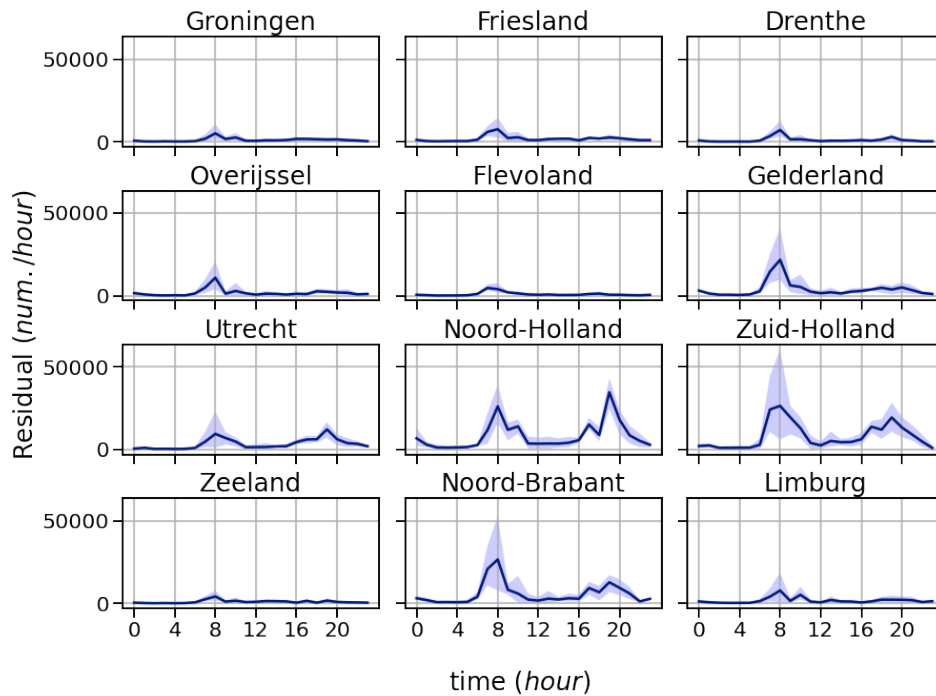 Groningen Friesland Drenthe
50000
0
Overijssel Flevoland Gelderland
50000
0
Utrecht Noord-Holland Zuid-Holland
50000
0
Zeeland Noord-Brabant Limburg
50000
0
0 4 8 12 16 20 0 4 8 12 16 20 0 4 8 12 16 20
Residual (num./hour)
time (hour)